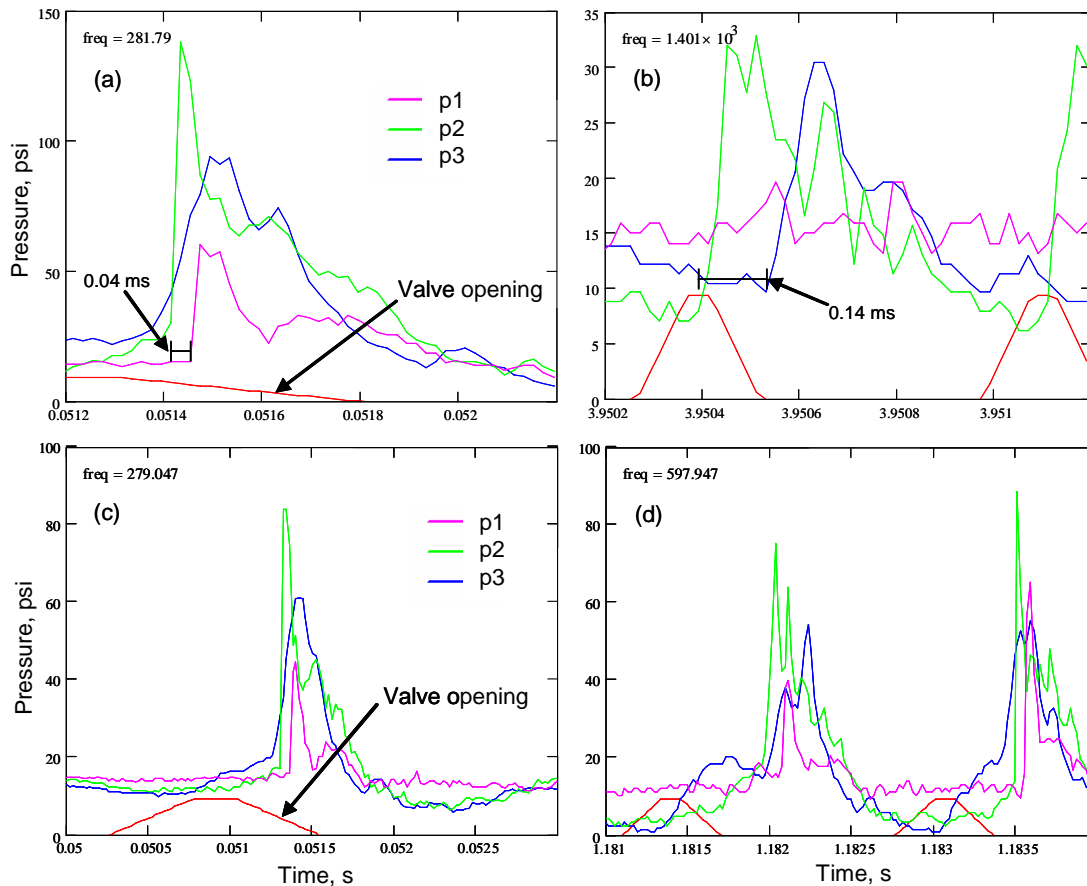 freq = 281.79
(a)
p1
p2
p3
0.04 ms
Valve opening
Pressure, psi
150
100
50
0
0.0512
0.0514
0.0516
0.0518
0.052
freq = 1.401× 10³
(b)
0.14 ms
35
30
25
20
15
10
5
0
3.9502
3.9504
3.9506
3.9508
3.951
freq = 279.047
(c)
p1
p2
p3
Valve opening
Pressure, psi
100
80
60
40
20
0
0.05
0.0505
0.051
0.0515
0.052
0.0525
Time, s
freq = 597.947
(d)
100
80
60
40
20
0
1.181
1.1815
1.182
1.1825
1.183
1.1835
Time, s